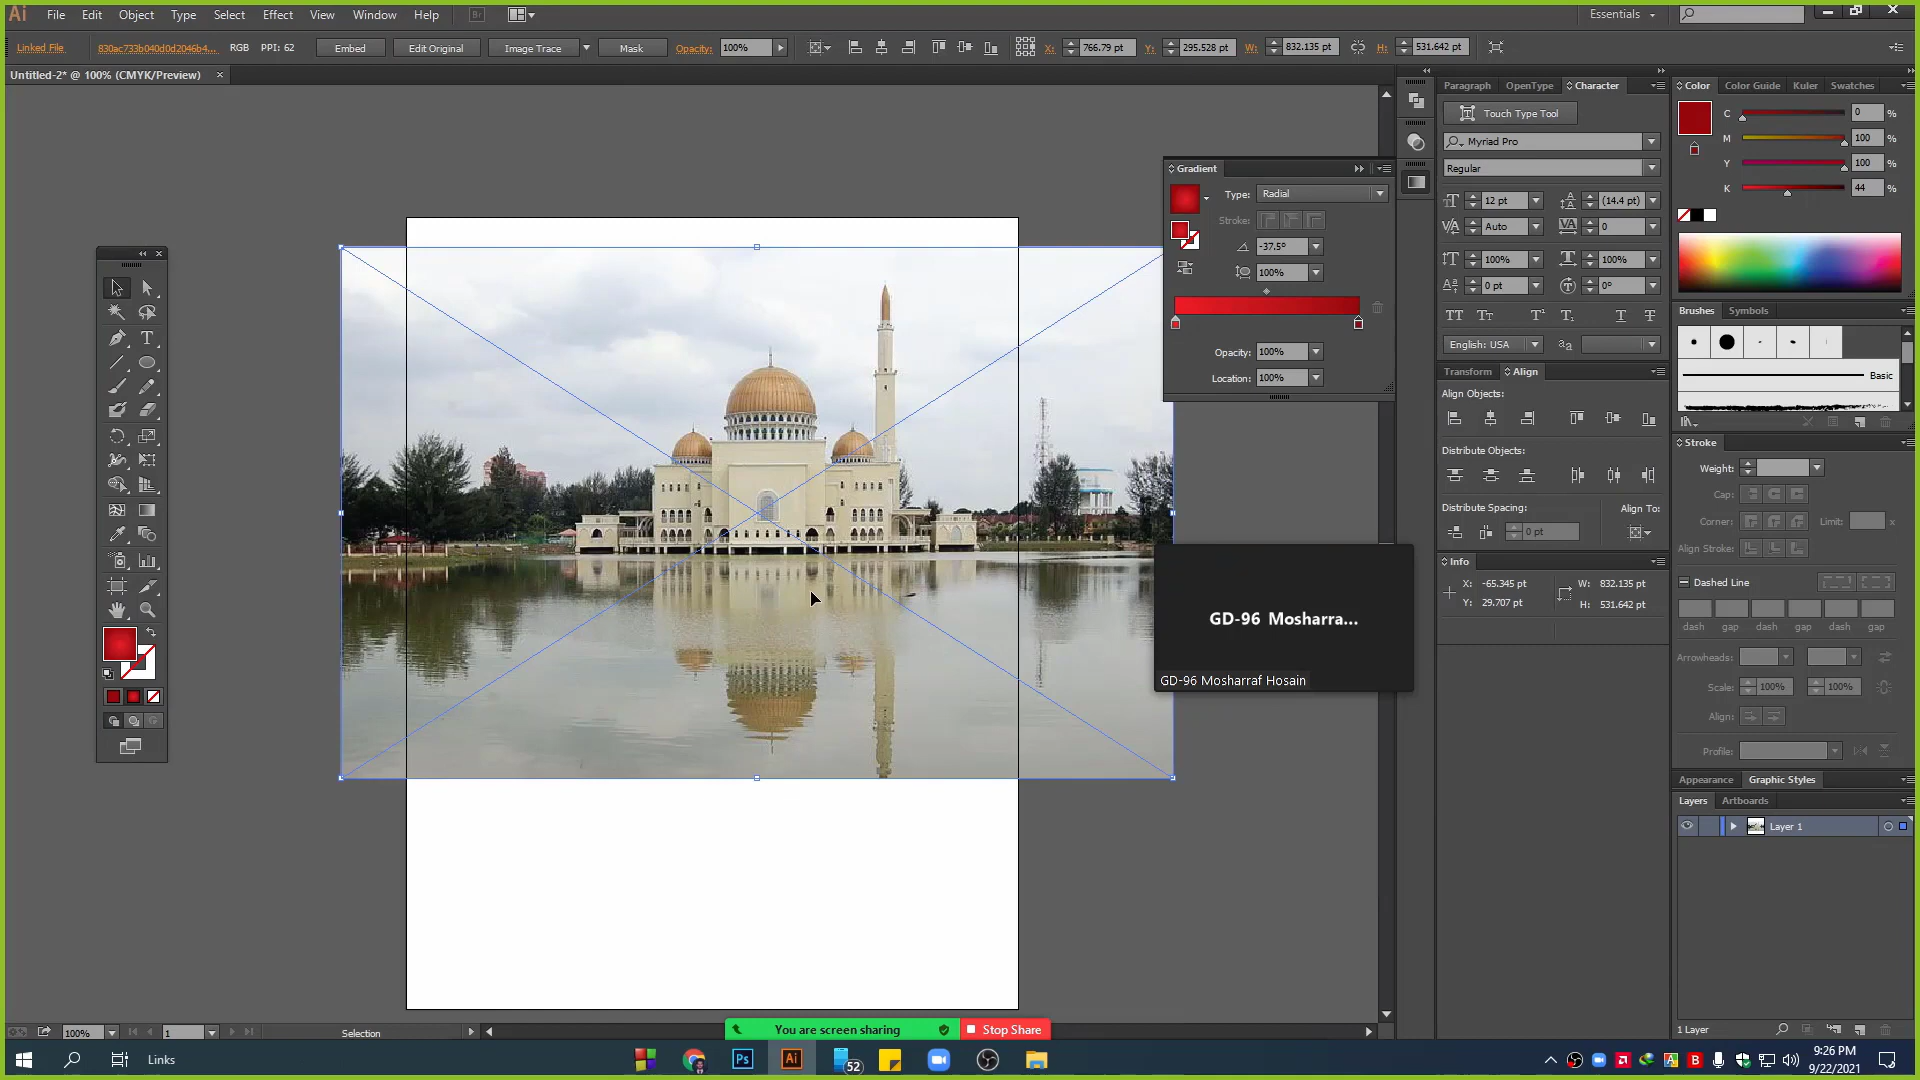 Ai File Edit Object Type Select Effect View Window Help Br Essentials
Linked File 830ac733b040d0d2046b4... RGB PPI: 62 Embed Edit Original Image Trace Mask Opacity: 100% X: 766.79 pt Y: 295.528 pt W: 832.135 pt H: 531.642 pt
Untitled-2* @ 100% (CMYK/Preview) ×
Paragraph OpenType Character
Touch Type Tool
Myriad Pro
Regular
12 pt (14.4 pt)
Auto 0
100% 100%
0 pt 0°
English: USA
Color Color Guide Kuler Swatches
C 0 %
M 100 %
Y 100 %
K 44 %
Gradient
Type: Radial
Stroke:
-37.5°
100%
Opacity: 100%
Location: 100%
Brushes Symbols
Basic
Transform Align
Align Objects:
Distribute Objects:
Distribute Spacing: Align To:
0 pt
Info
X: -65.345 pt W: 832.135 pt
Y: 29.707 pt H: 531.642 pt
Stroke
Weight:
Cap:
Corner: Limit: x
Align Stroke:
Dashed Line
dash gap dash gap dash gap
Arrowheads:
Scale: 100% 100%
Align:
Profile:
Appearance Graphic Styles
Layers Artboards
Layer 1
1 Layer
GD-96 Mosharra...
GD-96 Mosharraf Hosain
100% 1 Selection
You are screen sharing Stop Share
Links Ps Ai 52
9:26 PM
9/22/2021